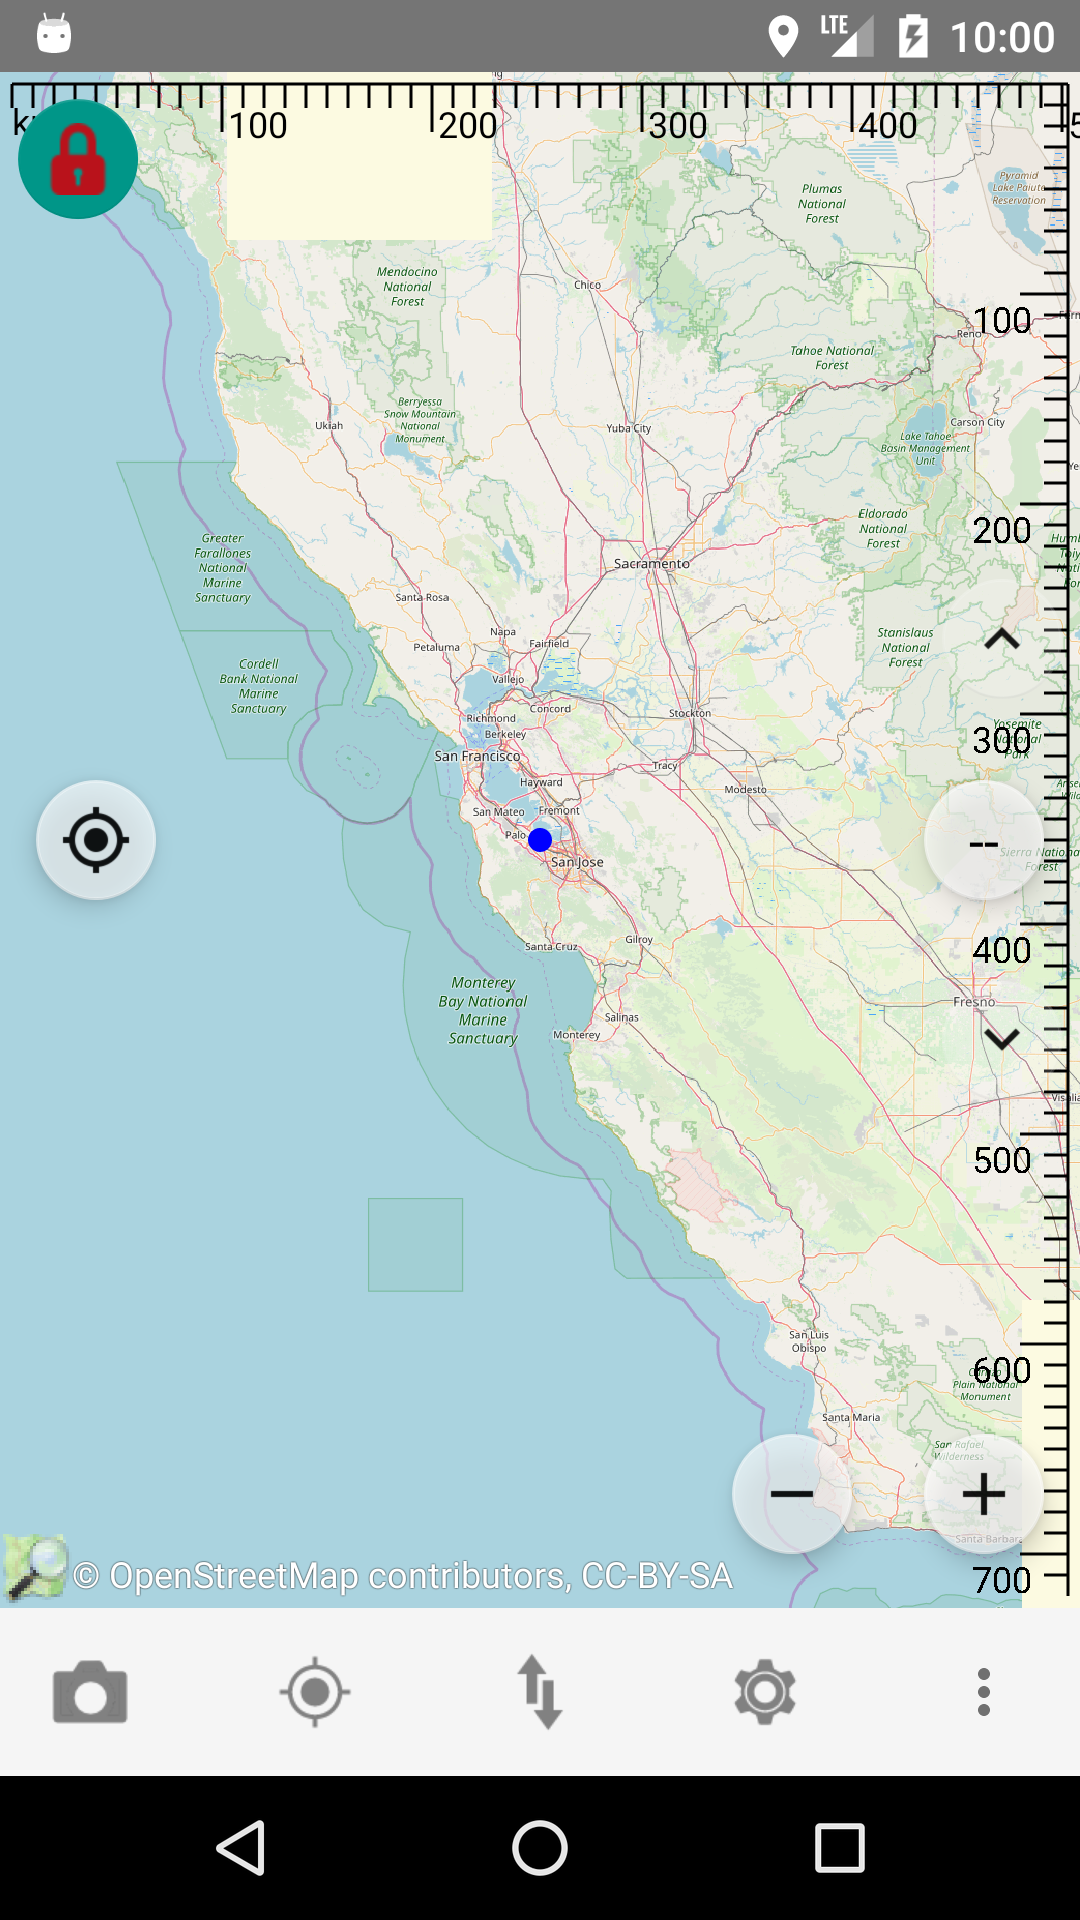 LTE 10:00
100 200 300 400
Plumas
National
Forest
Pyramid
Lake Paiute
Reservation
Mendocino
National
Forest
Chico
100
Reno
Tahoe National
Forest
Berryessa
Snow Mountain
National
Monument
Ukiah
Yuba City
Carson City
Lake Tahoe
Basin Management
Unit
Eldorado
National
Forest
200
Greater
Farallones
National
Marine
Sanctuary
Sacramento
Santa Rosa
Napa
Fairfield
Petaluma
Stanislaus
National
Forest
Cordell
Bank National
Marine
Sanctuary
Vallejo
Concord
Richmond
Stockton
Berkeley
Yosemite
National
Park
300
San Francisco
Tracy
Hayward
Modesto
San Mateo
Fremont
Palo
San Jose
--
Sierra National
Forest
Gilroy
Santa Cruz
400
Monterey
Bay National
Marine
Sanctuary
Fresno
Salinas
Monterey
Visalia
500
San Luis
Obispo
600
Plain National
Monument
Santa Maria
San Rafael
Wilderness
Santa Barbara
© OpenStreetMap contributors, CC-BY-SA
700